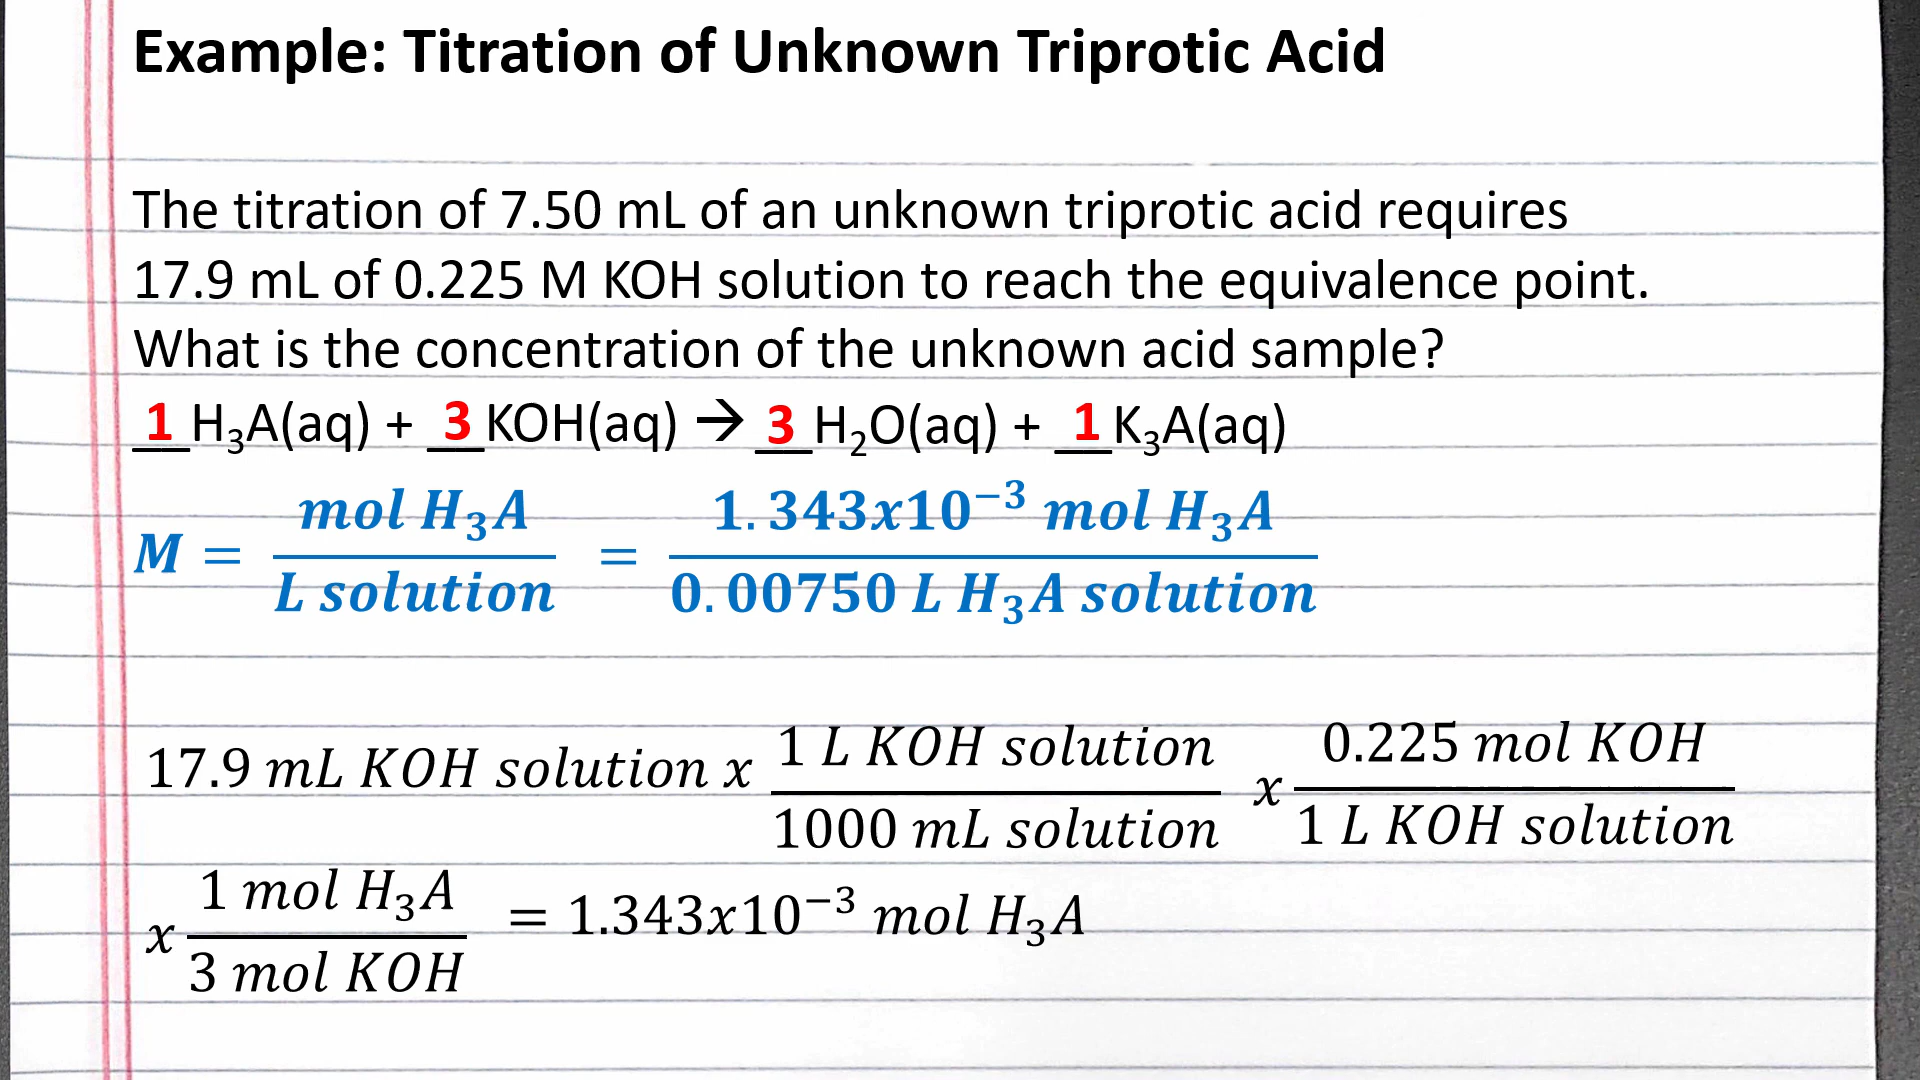 Example: Titration of Unknown Triprotic Acid
The titration of 7.50 mL of an unknown triprotic acid requires
17.9 mL of 0.225 M KOH solution to reach the equivalence point.
What is the concentration of the unknown acid sample?
1 H₃A(aq) + 3 KOH(aq) → 3 H₂O(aq) + 1 K₃A(aq)
M = mol H₃A / L solution = 1.343x10⁻³ mol H₃A / 0.00750 L H₃A solution
17.9 mL KOH solution x 1 L KOH solution / 1000 mL solution x 0.225 mol KOH / 1 L KOH solution
x 1 mol H₃A / 3 mol KOH = 1.343x10⁻³ mol H₃A